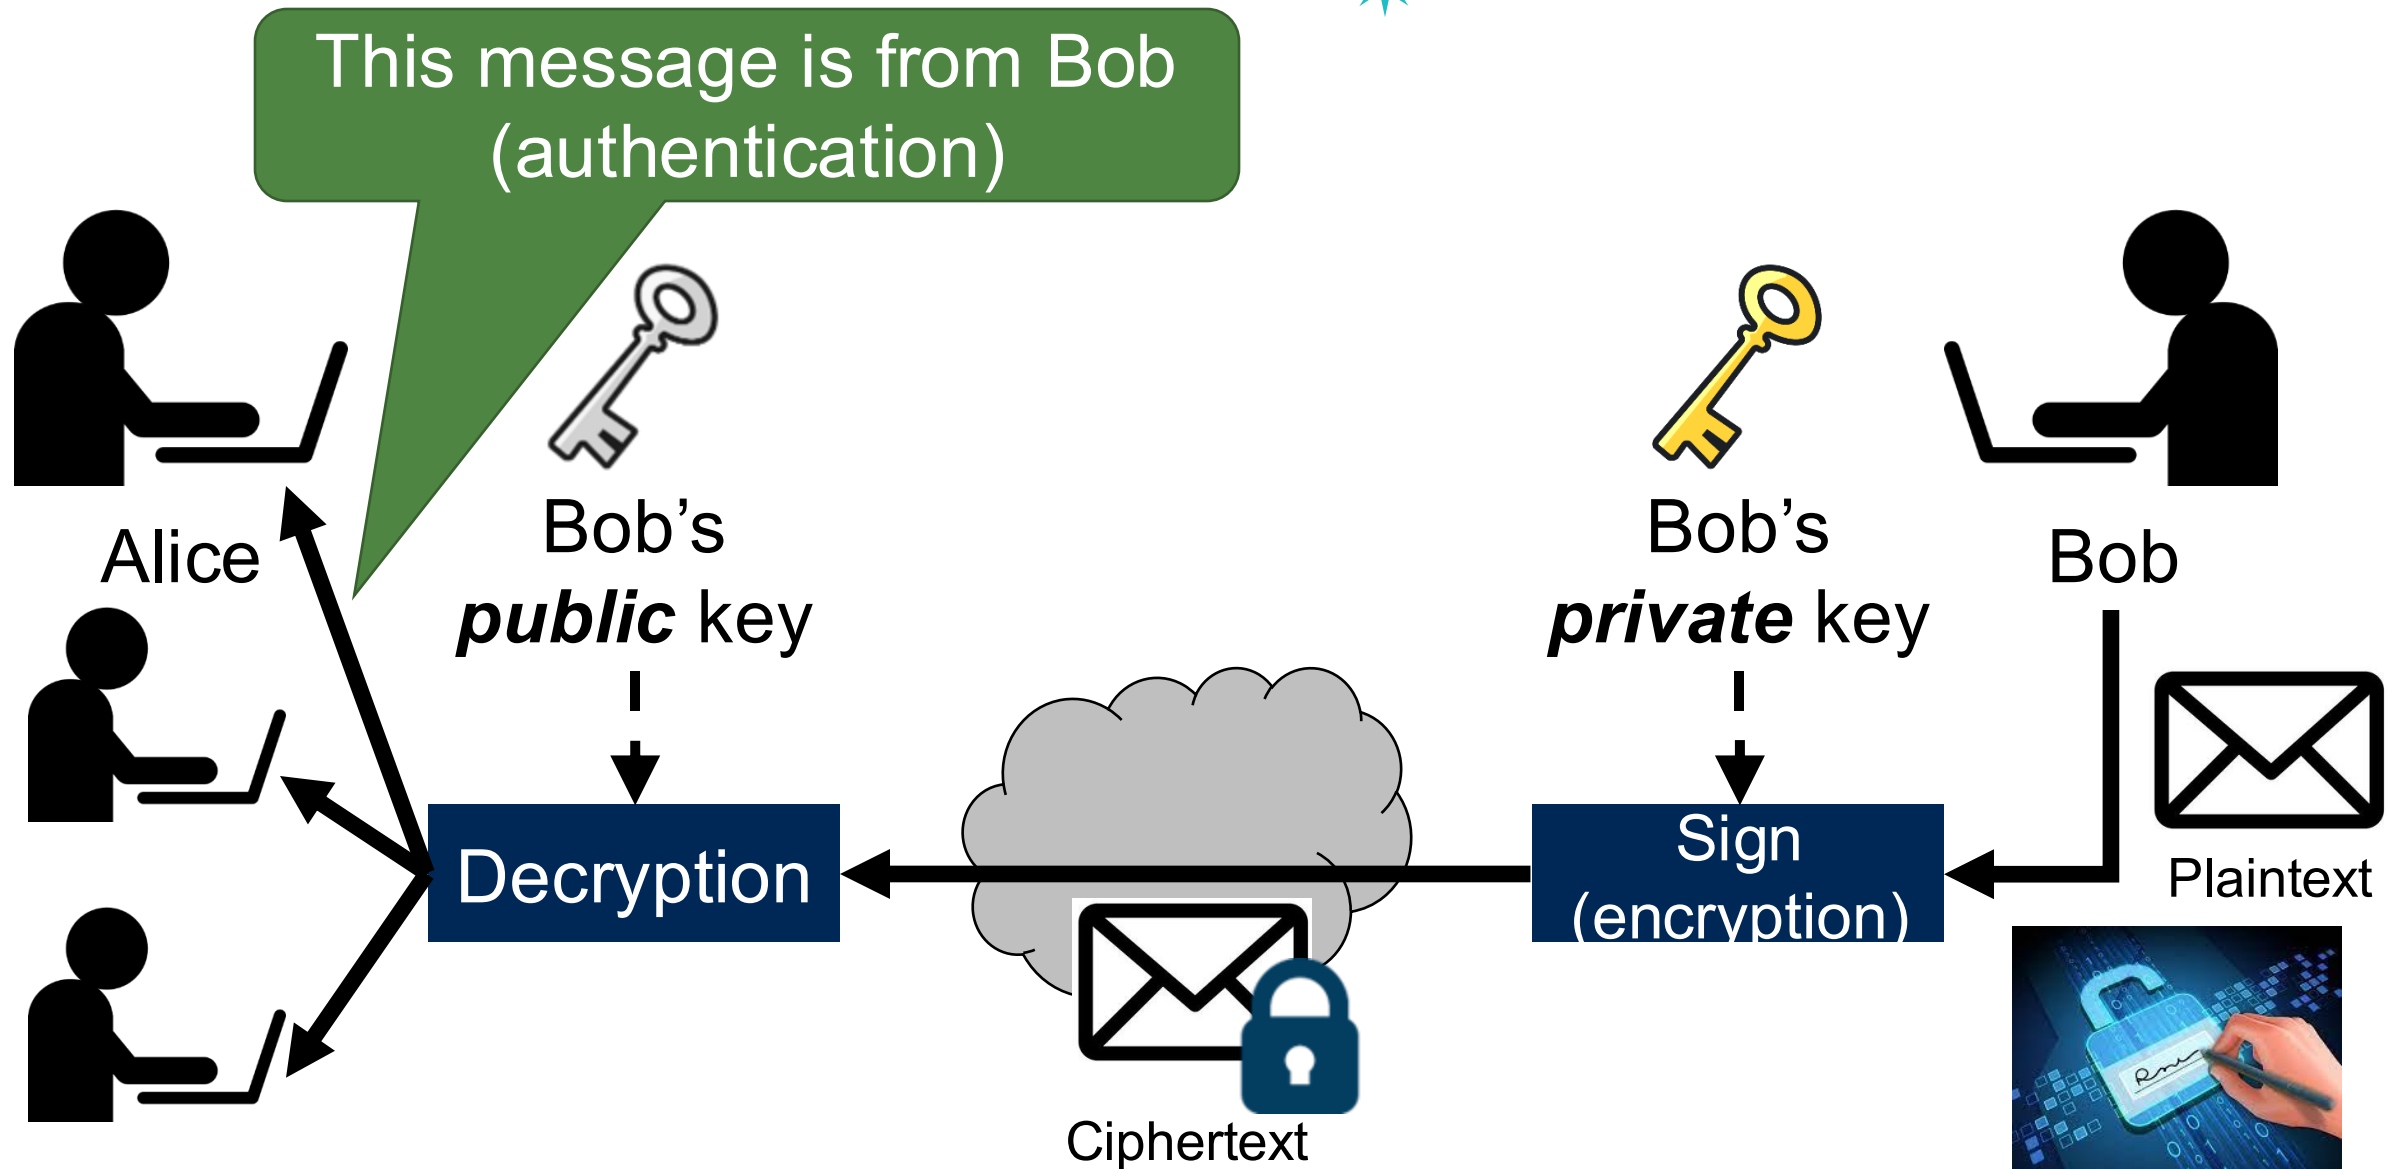 This message is from Bob
(authentication)
Alice
Bob’s
public key
Bob’s
private key
Bob
Decryption
Sign
(encryption)
Plaintext
Ciphertext